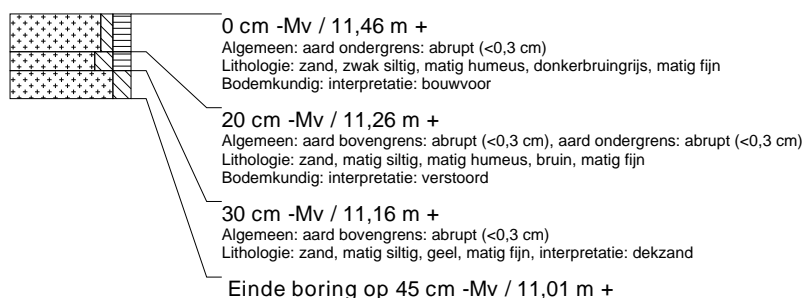 0 cm -Mv / 11,46 m +
Algemeen: aard ondergrens: abrupt (<0,3 cm)
Lithologie: zand, zwak siltig, matig humeus, donkerbruingrijs, matig fijn
Bodemkundig: interpretatie: bouwvoor
20 cm -Mv / 11,26 m +
Algemeen: aard bovengrens: abrupt (<0,3 cm), aard ondergrens: abrupt (<0,3 cm)
Lithologie: zand, matig siltig, matig humeus, bruin, matig fijn
Bodemkundig: interpretatie: verstoord
30 cm -Mv / 11,16 m +
Algemeen: aard bovengrens: abrupt (<0,3 cm)
Lithologie: zand, matig siltig, geel, matig fijn, interpretatie: dekzand
Einde boring op 45 cm -Mv / 11,01 m +